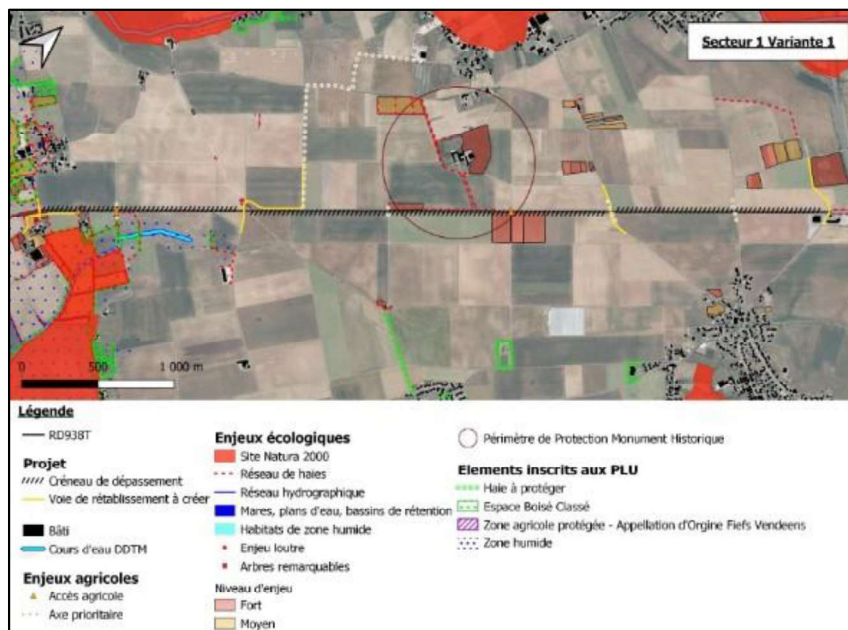 Secteur 1 Variante 1
0 500 1 000 m
Légende
RD938T
Projet
Créneau de dépassement
Voie de rétablissement à créer
Bâti
Cours d'eau DDTM
Enjeux agricoles
Accès agricole
Axe prioritaire
Enjeux écologiques
Site Natura 2000
Réseau de haies
Réseau hydrographique
Mares, plans d'eau, bassins de rétention
Habitats de zone humide
Enjeu loutre
Arbres remarquables
Niveau d'enjeu
Fort
Moyen
Périmètre de Protection Monument Historique
Elements inscrits aux PLU
Haie à protéger
Espace Boisé Classé
Zone agricole protégée - Appellation d'Orgine Fiefs Vendeens
Zone humide